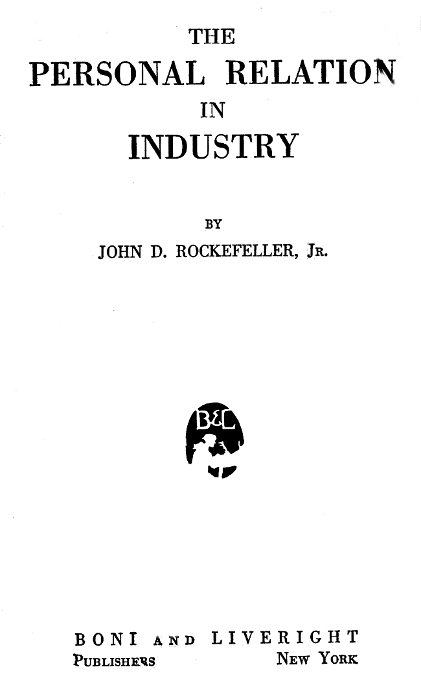 THE
PERSONAL RELATION
IN
INDUSTRY
BY
JOHN D. ROCKEFELLER, JR.
B&L
BONI AND LIVERIGHT
PUBLISHERS NEW YORK